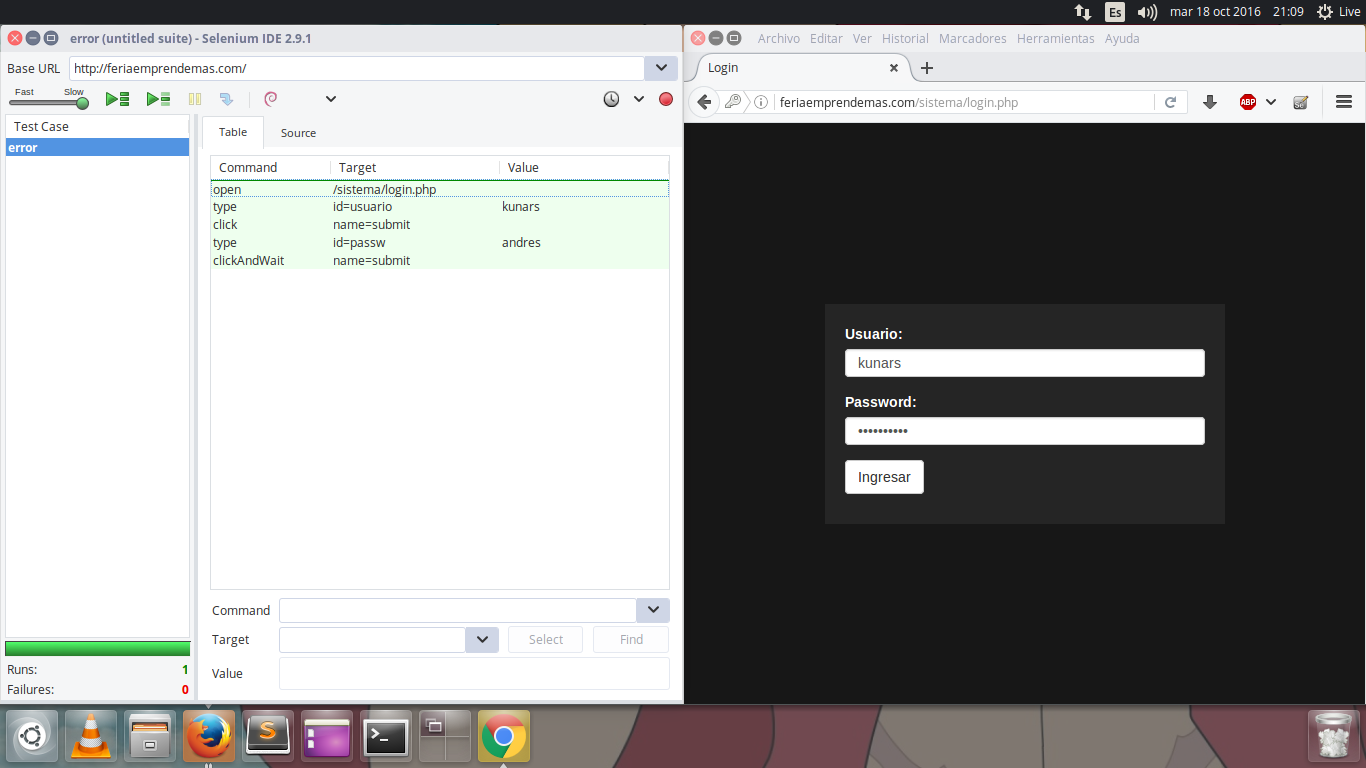 Es mar 18 oct 2016 21:09 Live
error (untitled suite) - Selenium IDE 2.9.1
Base URL http://feriaemprendemas.com/
Fast Slow
Test Case
error
Table Source
Command Target Value
open /sistema/login.php
type id=usuario kunars
click name=submit
type id=passw andres
clickAndWait name=submit
Command
Target Select Find
Value
Runs: 1
Failures: 0
Archivo Editar Ver Historial Marcadores Herramientas Ayuda
Login
feriaemprendemas.com/sistema/login.php
ABP
Se
Usuario:
kunars
Password:
••••••••••
Ingresar
S
>_